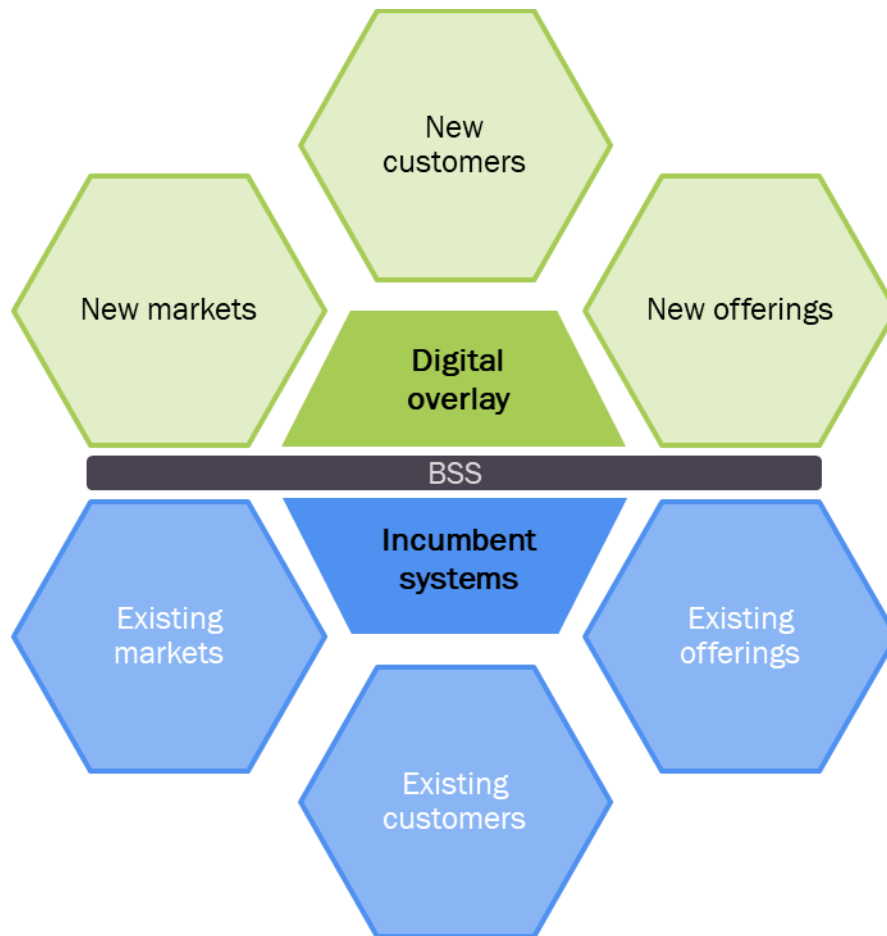 New
customers
New markets
New offerings
Digital
overlay
BSS
Incumbent
systems
Existing
markets
Existing
offerings
Existing
customers